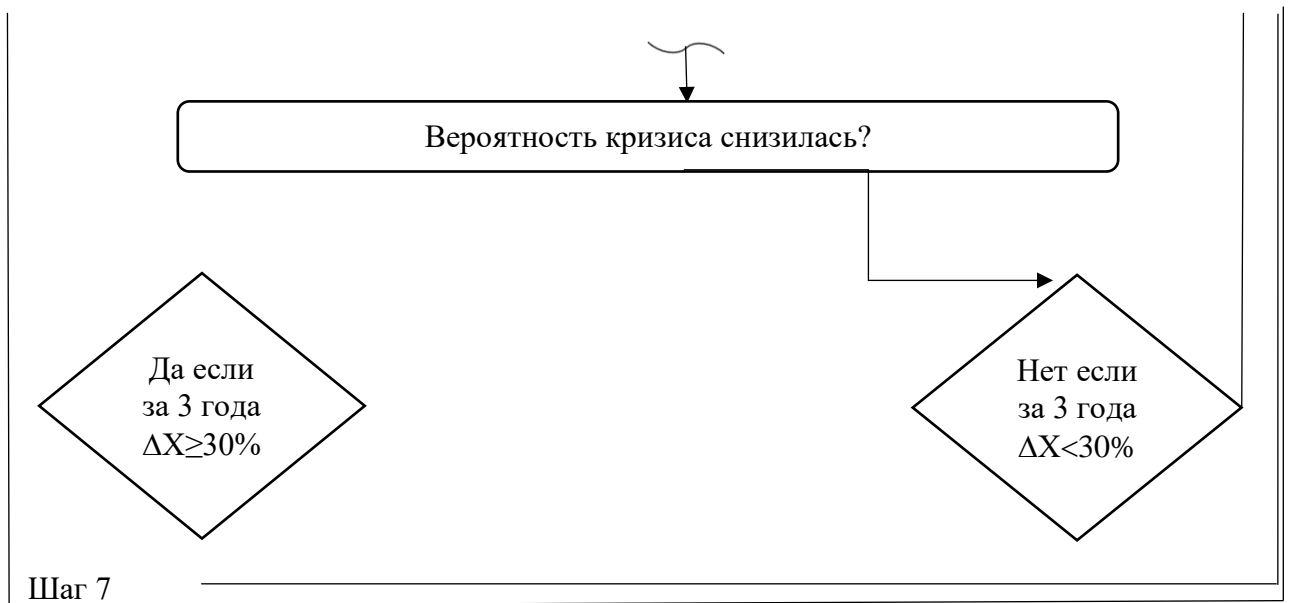 Вероятность кризиса снизилась?
Да если
за 3 года
ΔX≥30%
Нет если
за 3 года
ΔX<30%
Шаг 7